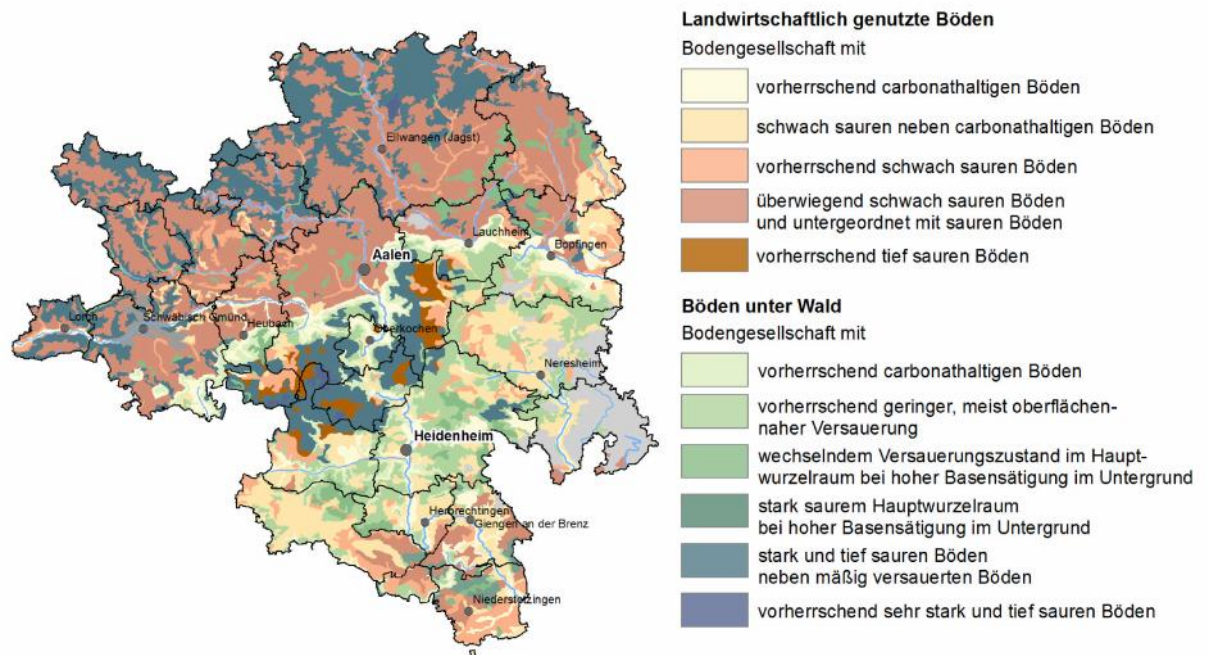 Landwirtschaftlich genutzte Böden
Bodengesellschaft mit
vorherrschend carbonathaltigen Böden
schwach sauren neben carbonathaltigen Böden
vorherrschend schwach sauren Böden
überwiegend schwach sauren Böden
und untergeordnet mit sauren Böden
vorherrschend tief sauren Böden
Böden unter Wald
Bodengesellschaft mit
vorherrschend carbonathaltigen Böden
vorherrschend geringer, meist oberflächen-
naher Versauerung
wechselndem Versauerungszustand im Haupt-
wurzelraum bei hoher Basensätigung im Untergrund
stark saurem Hauptwurzelraum
bei hoher Basensätigung im Untergrund
stark und tief sauren Böden
neben mäßig versauerten Böden
vorherrschend sehr stark und tief sauren Böden
Ellwangen (Jagst)
Lauchheim
Bopfingen
Aalen
Lorch
Schwäbisch Gmünd
Heubach
Oberkochen
Neresheim
Heidenheim
Herbrechtingen
Giengen an der Brenz
Niederstotzingen